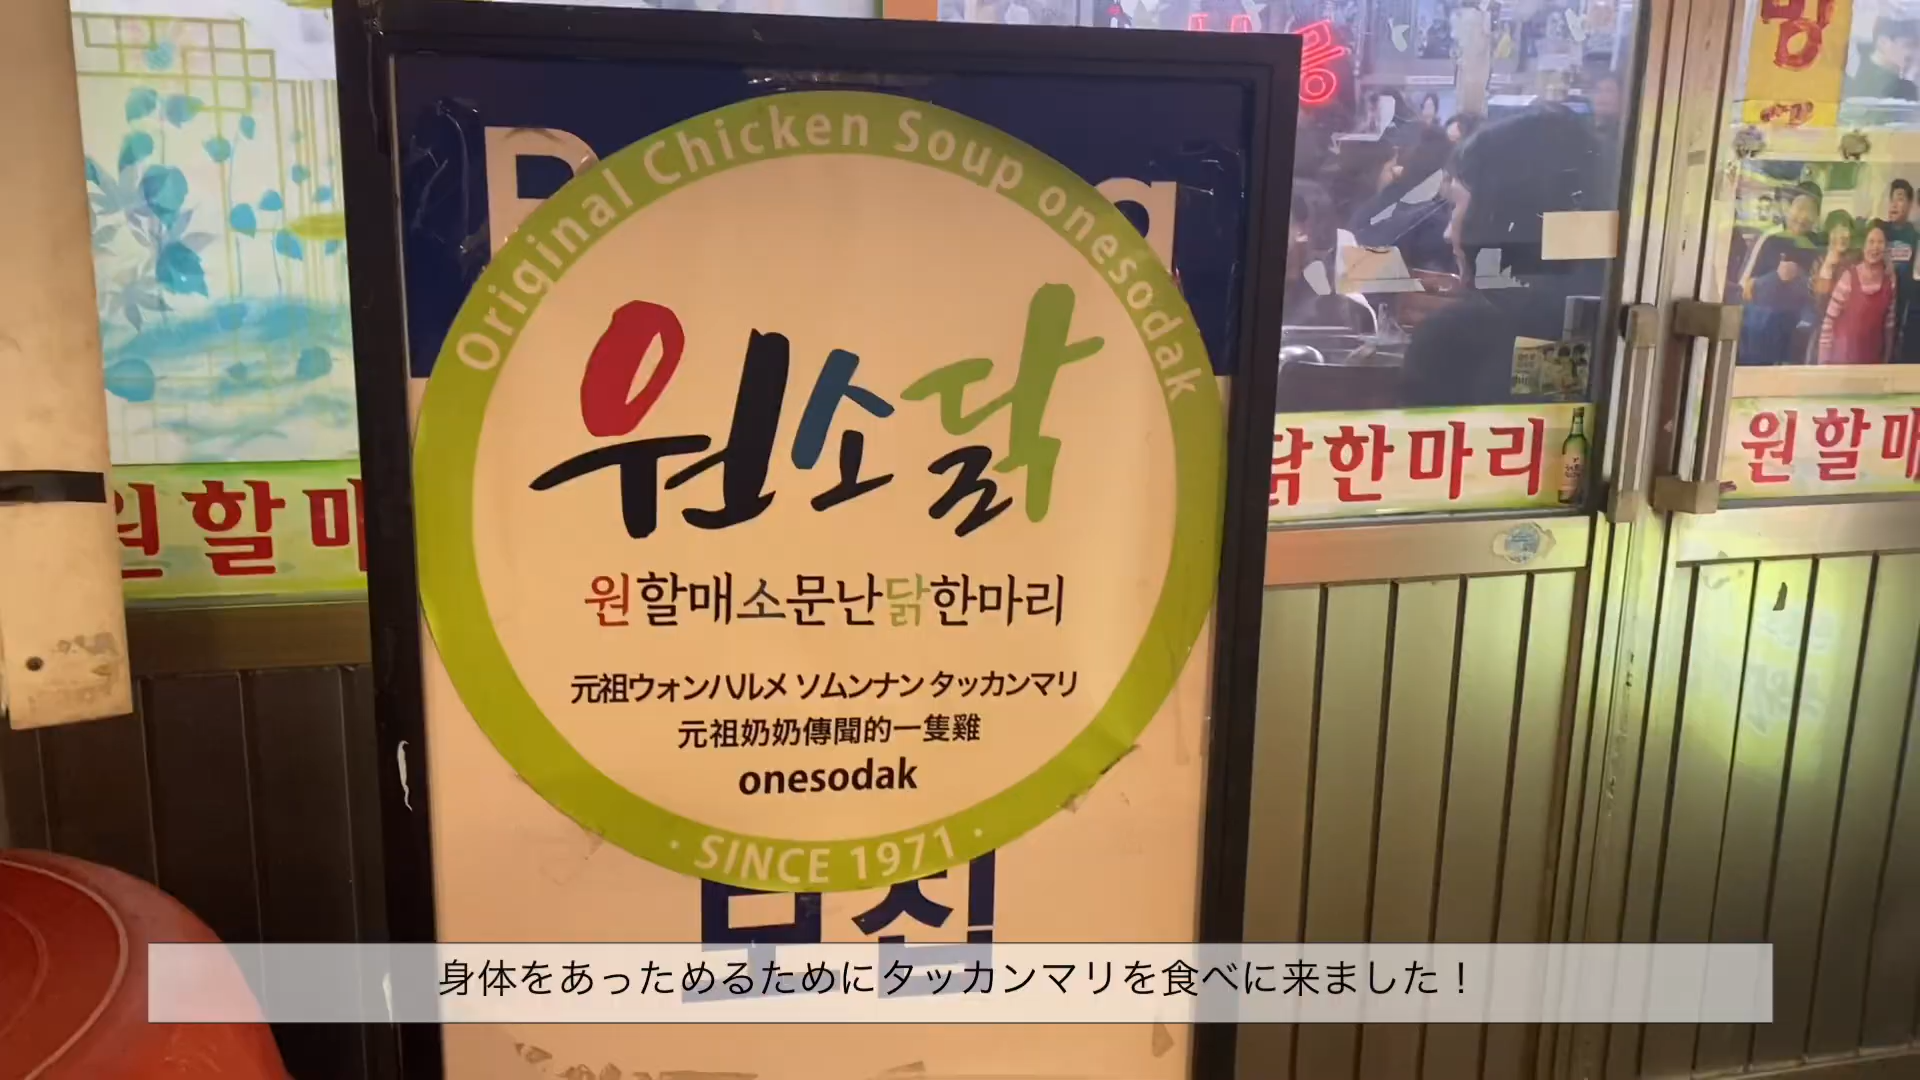 Original Chicken Soup onesodak
원소닭
원할매소문난닭한마리
元祖ウォンハルメ ソムンナン タッカンマリ
元祖奶奶傳聞的一隻雞
onesodak
· SINCE 1971 ·
닭한마리
원할매
원할매
身体をあっためるためにタッカンマリを食べに来ました！